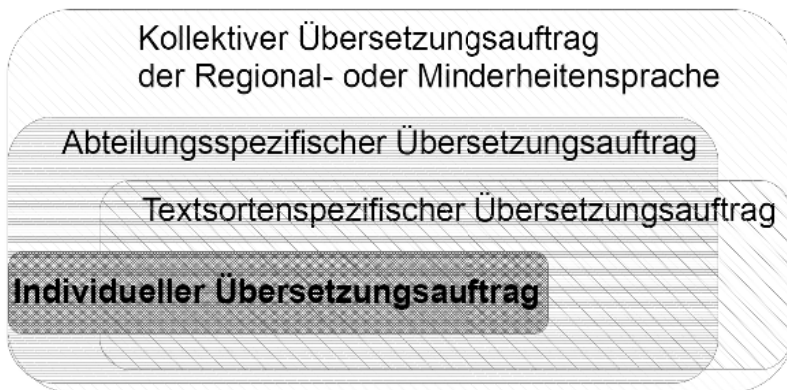 Kollektiver Übersetzungsauftrag
der Regional- oder Minderheitensprache
Abteilungsspezifischer Übersetzungsauftrag
Textsortenspezifischer Übersetzungsauftrag
Individueller Übersetzungsauftrag